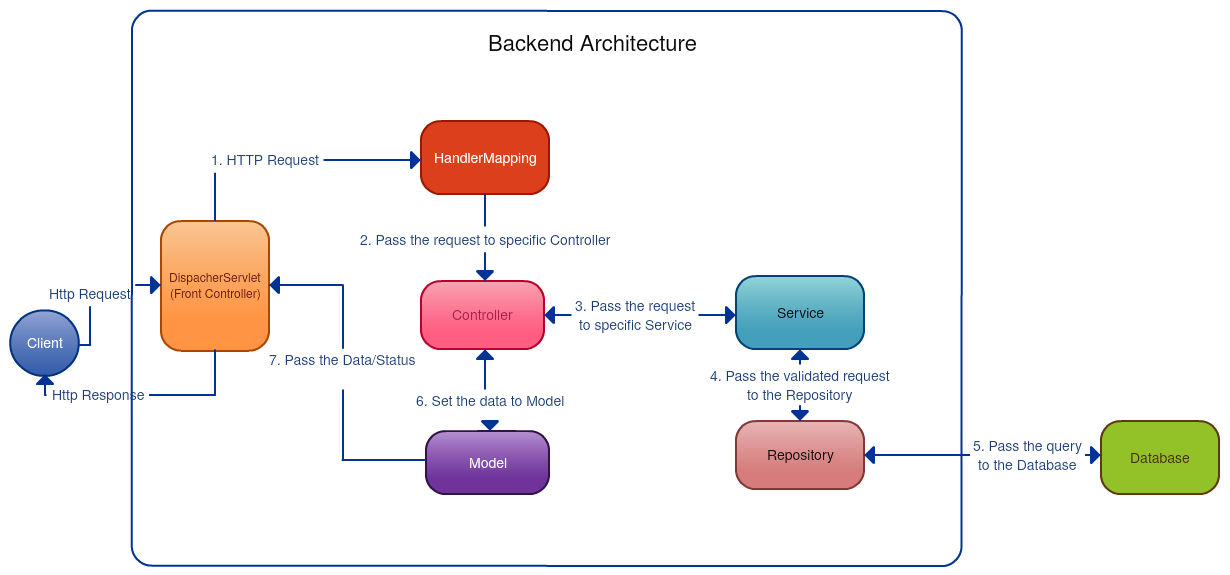 Backend Architecture
1. HTTP Request
HandlerMapping
2. Pass the request to specific Controller
DispacherServlet
(Front Controller)
Http Request
Client
Http Response
Controller
3. Pass the request
to specific Service
Service
7. Pass the Data/Status
4. Pass the validated request
to the Repository
6. Set the data to Model
Model
Repository
5. Pass the query
to the Database
Database